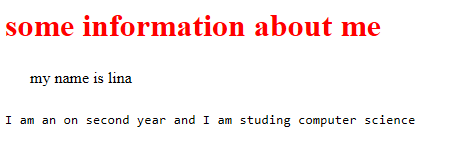 some information about me
my name is lina
I am an on second year and I am studing computer science